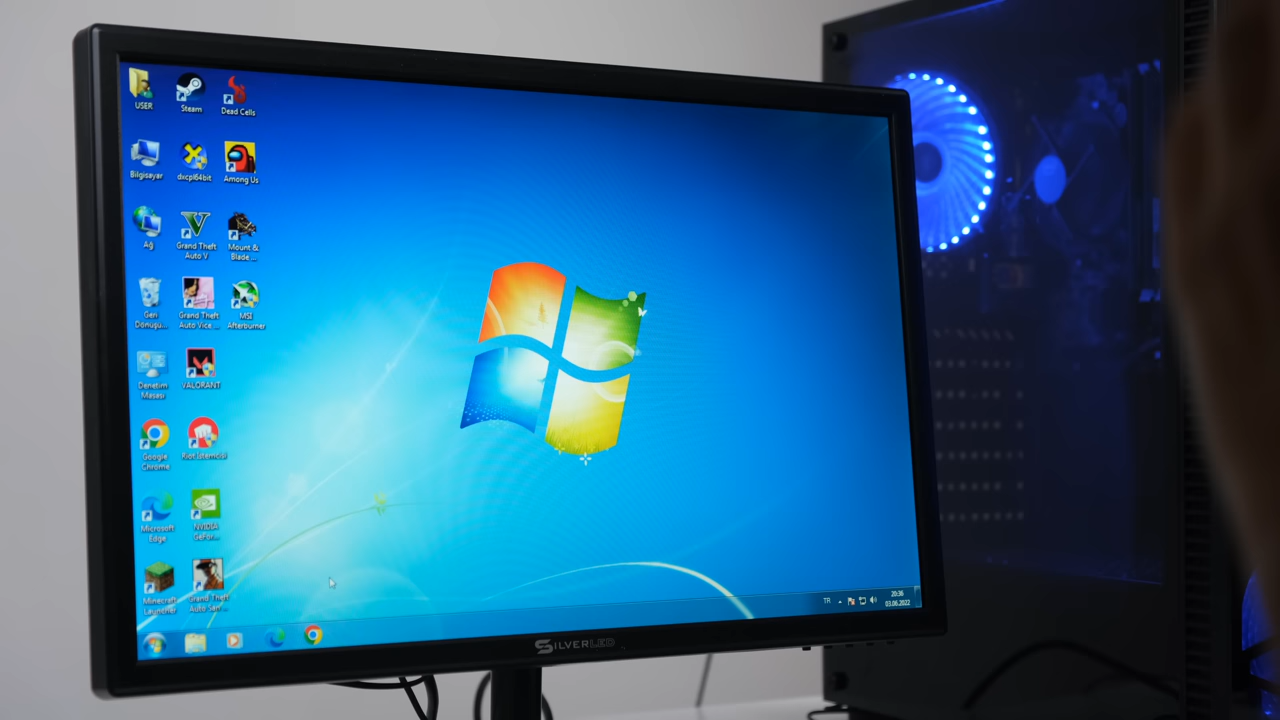 USER
Steam
Dead Cells
Bilgisayar
dxcpl64bit
Among Us
Ağ
Grand Theft
Auto V
Mount &
Blade ...
Geri
Dönüşü...
Grand Theft
Auto Vice ...
MSI
Afterburner
Denetim
Masası
VALORANT
Google
Chrome
Riot İstemcisi
Microsoft
Edge
NVIDIA
GeFor...
Minecraft
Launcher
Grand Theft
Auto San ...
TR
20:36
03.06.2022
SILVERLED